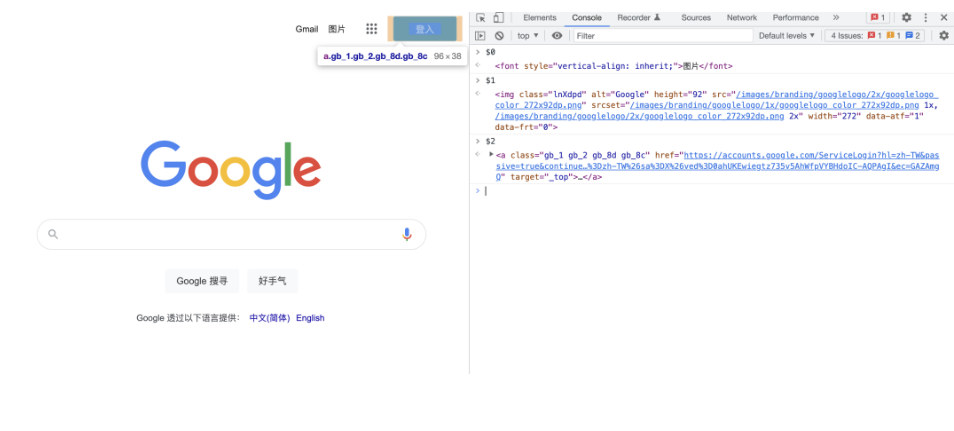 Gmail 图片 登入
a.gb_1.gb_2.gb_8d.gb_8c 96×38
Google
Google 搜寻 好手气
Google 透过以下语言提供: 中文(简体) English
Elements Console Recorder Sources Network Performance » 1
top ▼ Filter Default levels ▼ 4 Issues: 1 1 2
> $0
<font style="vertical-align: inherit;">图片</font>
> $1
<img class="lnXdpd" alt="Google" height="92" src="/images/branding/googlelogo/2x/googlelogo_
color_272x92dp.png" srcset="/images/branding/googlelogo/1x/googlelogo_color_272x92dp.png 1x,
/images/branding/googlelogo/2x/googlelogo_color_272x92dp.png 2x" width="272" data-atf="1"
data-frt="0">
> $2
<a class="gb_1 gb_2 gb_8d gb_8c" href="https://accounts.google.com/ServiceLogin?hl=zh-TW&pas
sive=true&continue…%3Dzh-TW%26sa%3DX%26ved%3D0ahUKEwiegtz735v5AhWfpVYBHdoIC-AQPAgI&ec=GAZAmg
Q" target="_top">…</a>
>